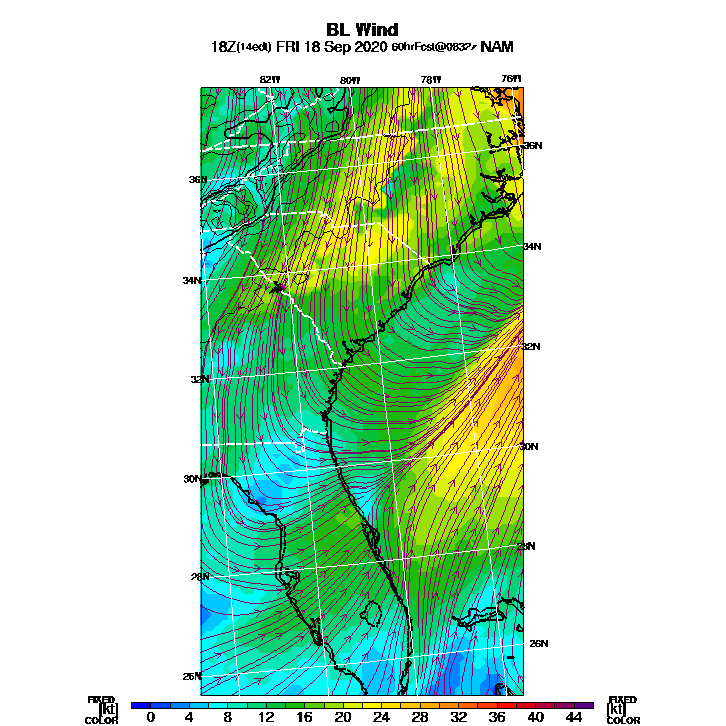 BL Wind
18Z(14edt) FRI 18 Sep 2020 60hrFcst@0832z NAM
82W 80W 78W 76W
36N
36N
34N
34N
32N
32N
30N
30N
28N
28N
26N
26N
FIXED FIXED
[kt] 0 4 8 12 16 20 24 28 32 36 40 44 [kt]
COLOR COLOR